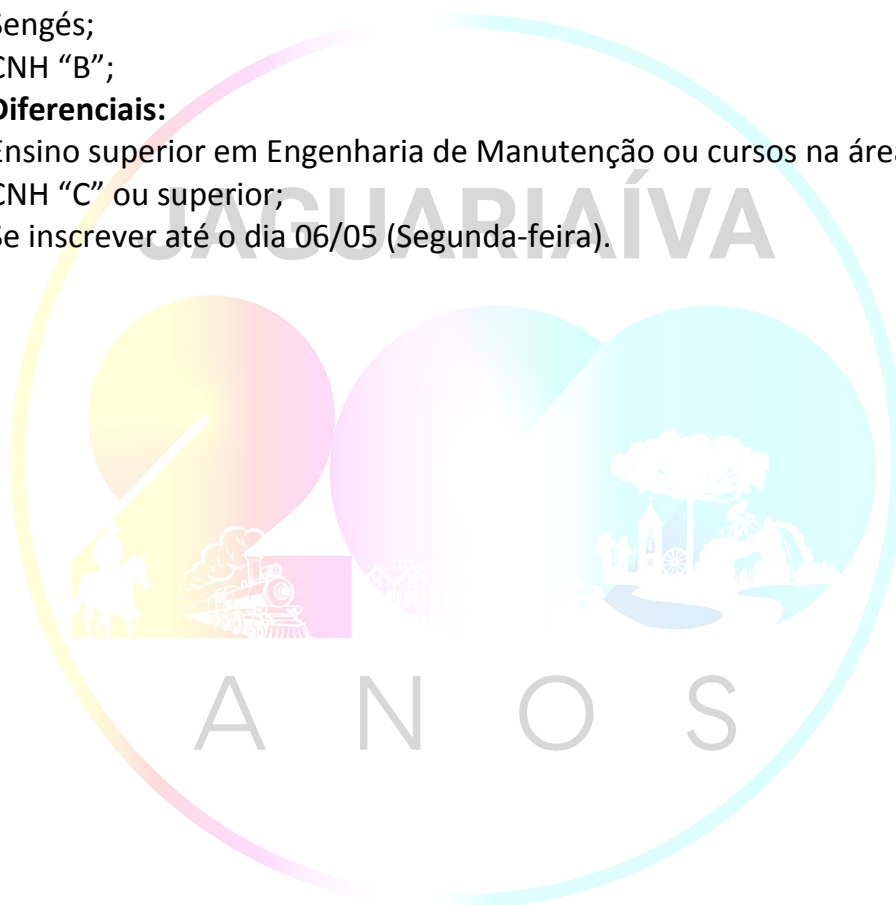 Sengés;
CNH “B”;
Diferenciais:
Ensino superior em Engenharia de Manutenção ou cursos na área
CNH “C” ou superior;
Se inscrever até o dia 06/05 (Segunda-feira).
JAGUARIAÍVA
200
ANOS